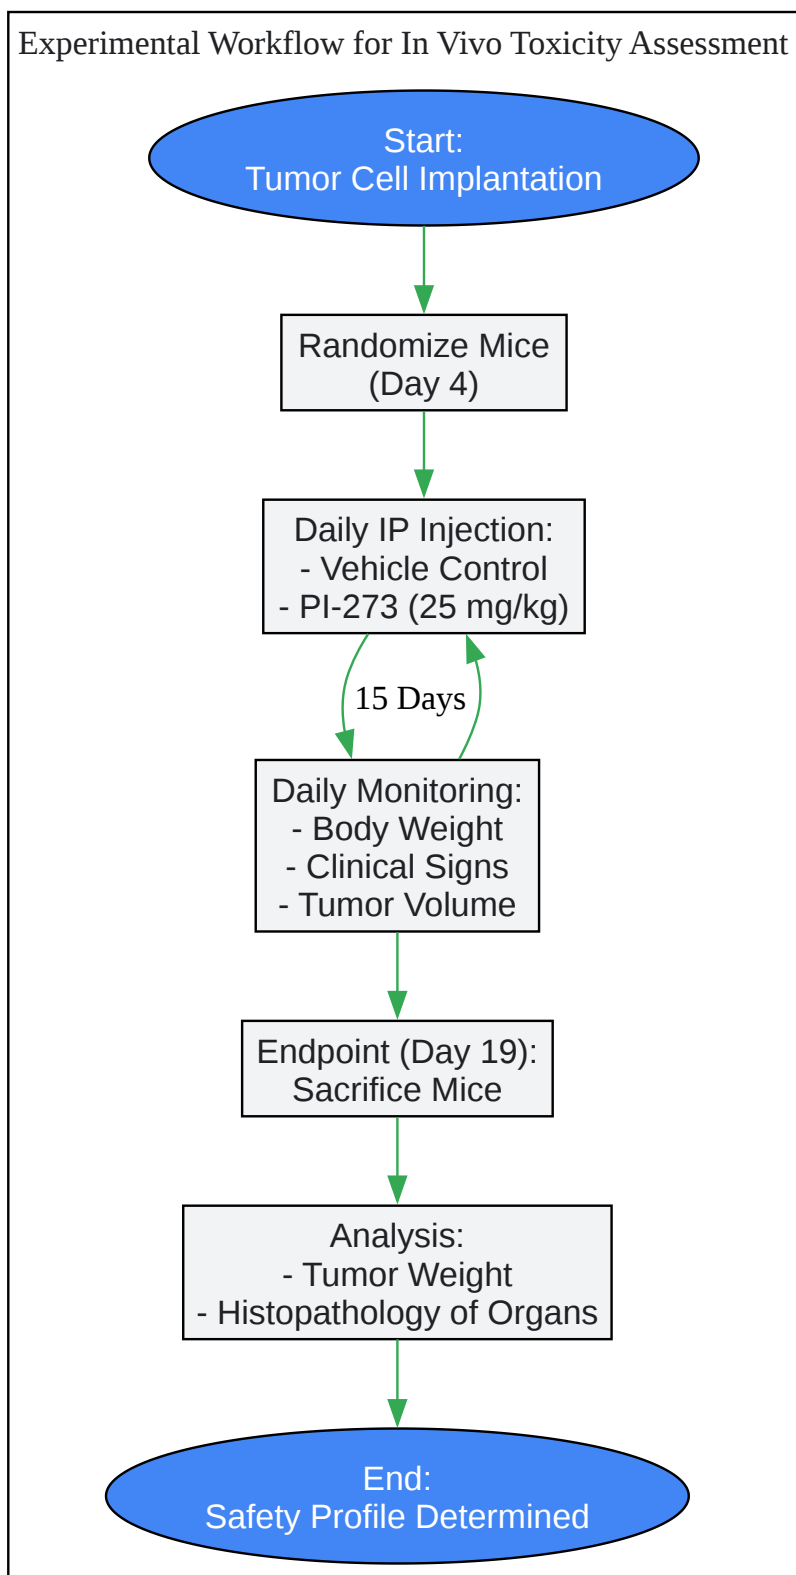 Experimental Workflow for In Vivo Toxicity Assessment
Start:
Tumor Cell Implantation
Randomize Mice
(Day 4)
Daily IP Injection:
- Vehicle Control
- PI-273 (25 mg/kg)
15 Days
Daily Monitoring:
- Body Weight
- Clinical Signs
- Tumor Volume
Endpoint (Day 19):
Sacrifice Mice
Analysis:
- Tumor Weight
- Histopathology of Organs
End:
Safety Profile Determined